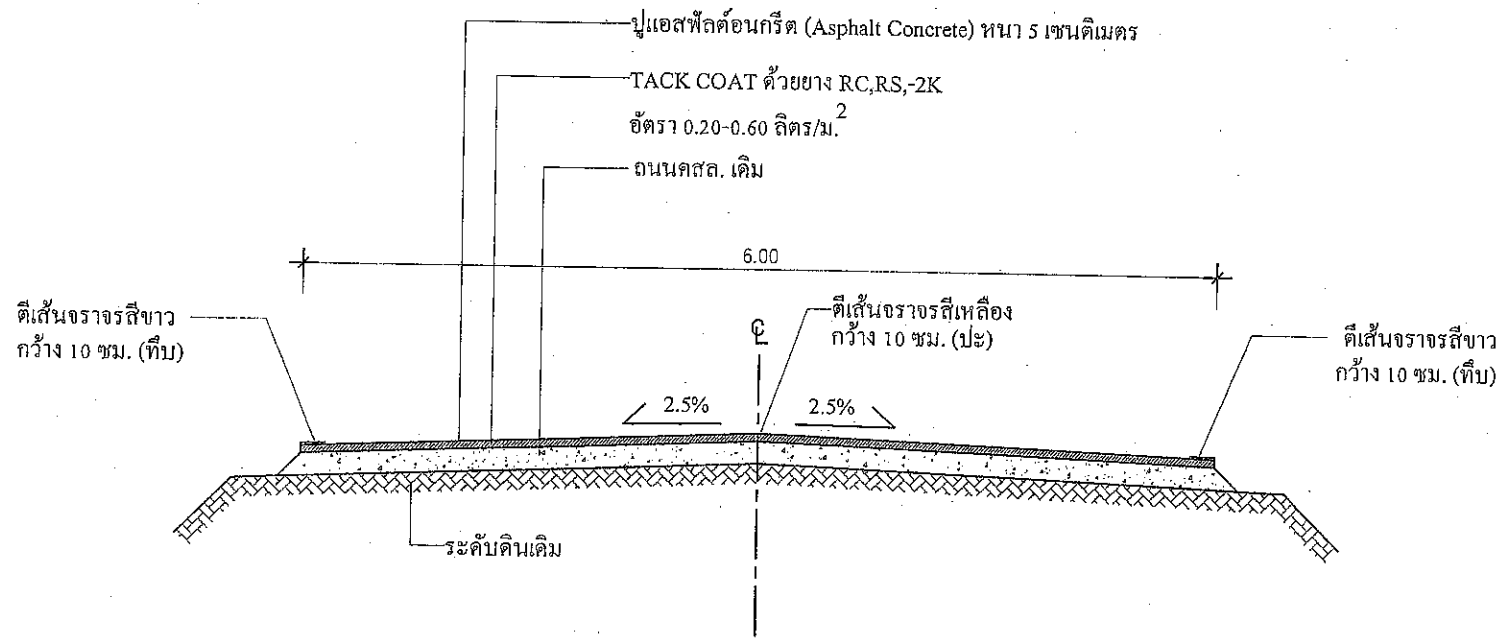 ปูแอสฟัลต์อนกรีต (Asphalt Concrete) หนา 5 เซนติเมตร
TACK COAT ด้วยยาง RC,RS,-2K
อัตรา 0.20-0.60 ลิตร/ม.2
ถนนคสล. เดิม
6.00
ตีเส้นจราจรสีขาว
กว้าง 10 ซม. (ทึบ)
ตีเส้นจราจรสีเหลือง
กว้าง 10 ซม. (ปะ)
ตีเส้นจราจรสีขาว
กว้าง 10 ซม. (ทึบ)
℄
2.5%
2.5%
ระดับดินเดิม